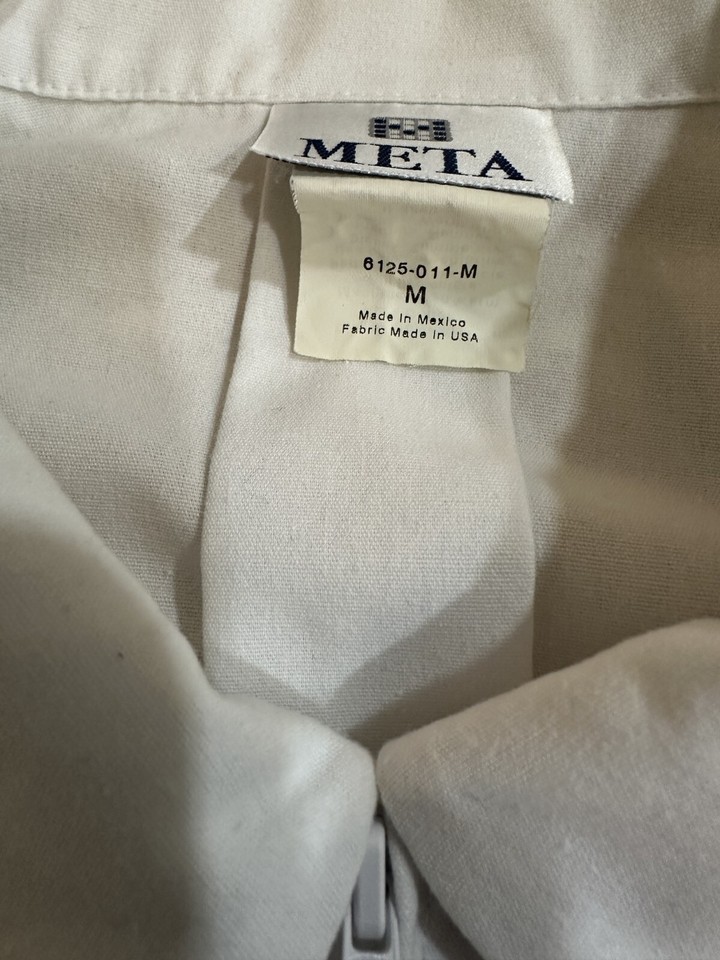 META
6125-011-M
M
Made In Mexico
Fabric Made In USA